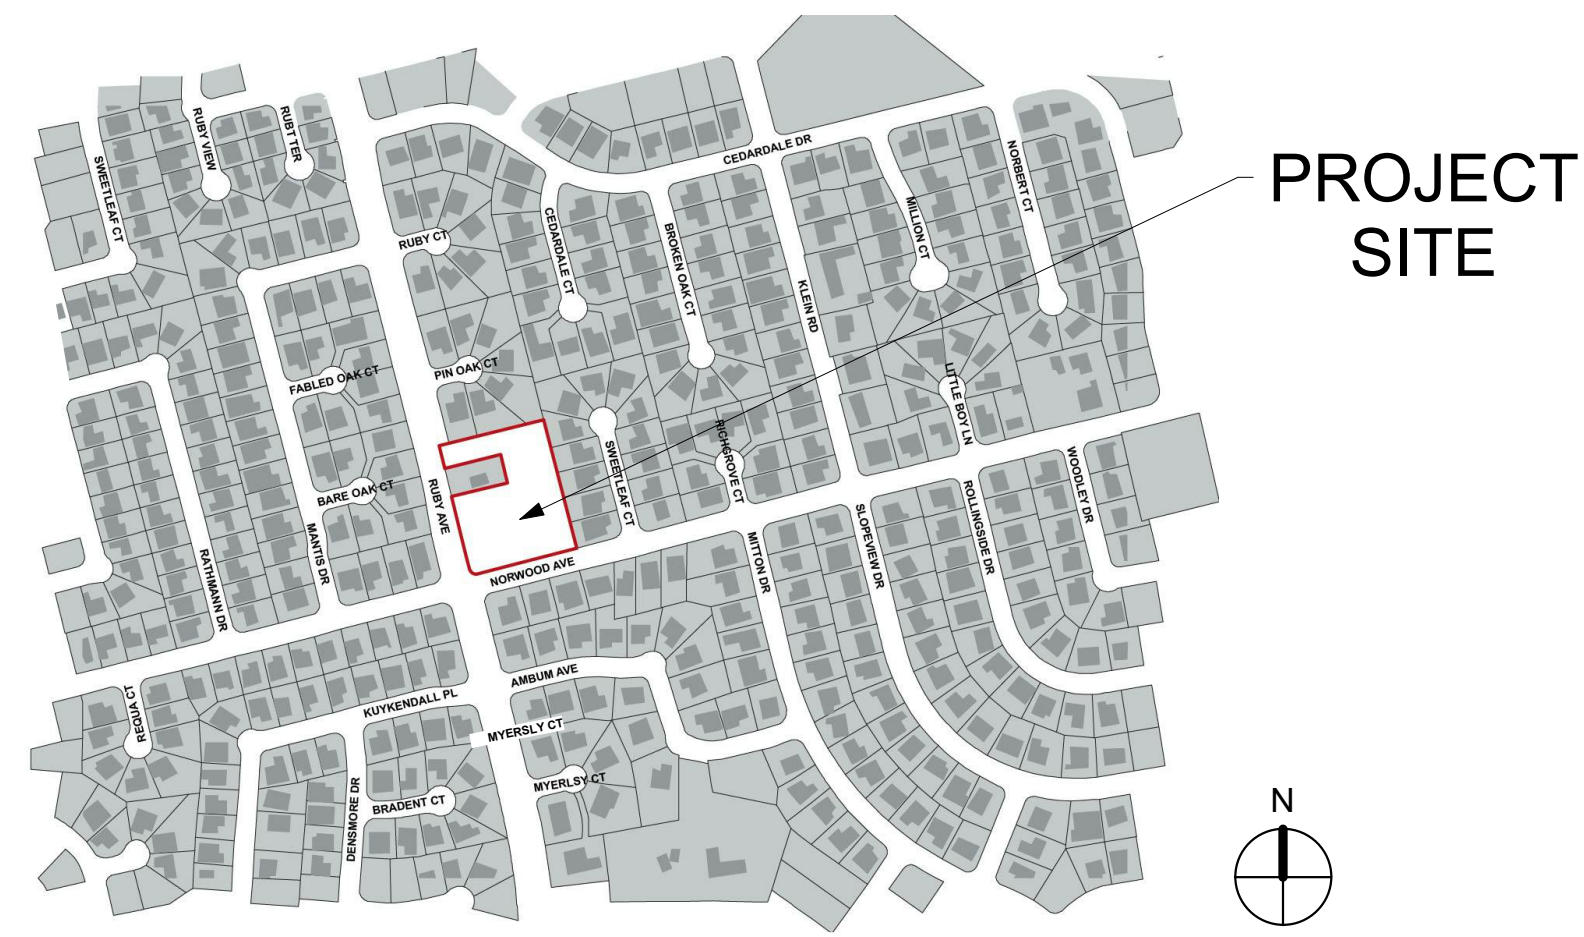 RUBY VIEW
RUBT TER
SWEETLEAF CT
CEDARDALE DR
NORBERT CT
PROJECT
SITE
MILLION CT
CEDARDALE CT
BROKEN OAK CT
RUBY CT
KLEIN RD
PIN OAK CT
FABLED OAK CT
LITTLE BOY LN
RICHGROVE CT
SWEETLEAF CT
WOODLEY DR
ROLLINGSIDE DR
BARE OAK CT
RUBY AVE
SLOPEVIEW DR
MANTIS DR
MITTON DR
RATHMANN DR
NORWOOD AVE
AMBUM AVE
REQUA CT
KUYKENDALL PL
MYERSLY CT
MYERLSY CT
DENSMORE DR
BRADENT CT
N